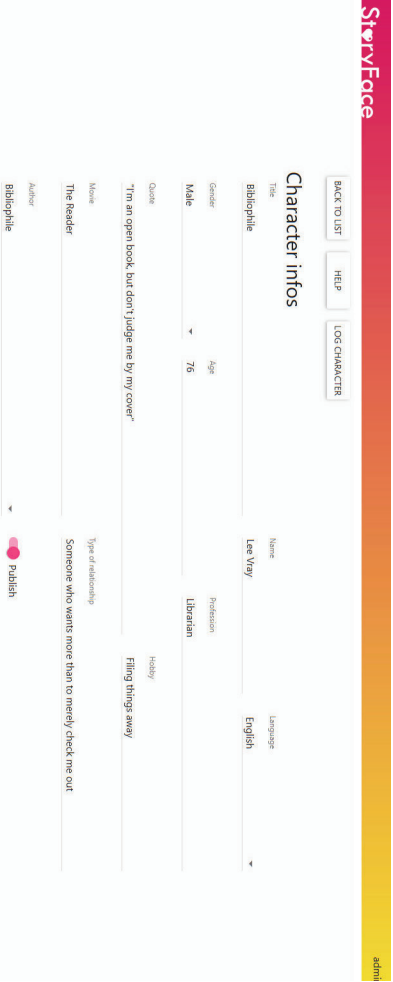 StoryFace
admi
BACK TO LIST HELP LOG CHARACTER
Character infos
Title Name Language
Bibliophile Lee Vray English
Gender Age Profession
Male 76 Librarian
Quote Hobby
"I'm an open book, but don't judge me by my cover" Filing things away
Movie Type of relationship
The Reader Someone who wants more than to merely check me out
Author
Bibliophile Publish